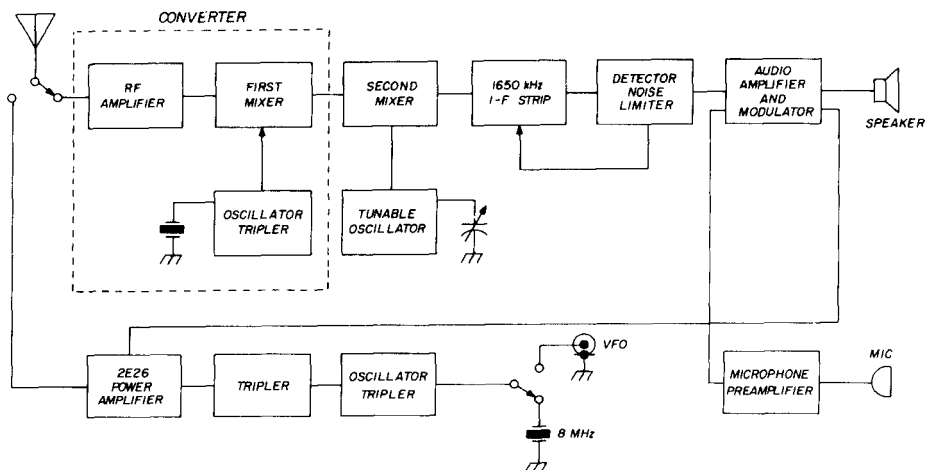 CONVERTER
RF
AMPLIFIER
FIRST
MIXER
SECOND
MIXER
1650 kHz
I-F STRIP
DETECTOR
NOISE
LIMITER
AUDIO
AMPLIFIER
AND
MODULATOR
SPEAKER
OSCILLATOR
TRIPLER
TUNABLE
OSCILLATOR
2E26
POWER
AMPLIFIER
TRIPLER
OSCILLATOR
TRIPLER
VFO
8 MHz
MICROPHONE
PREAMPLIFIER
MIC